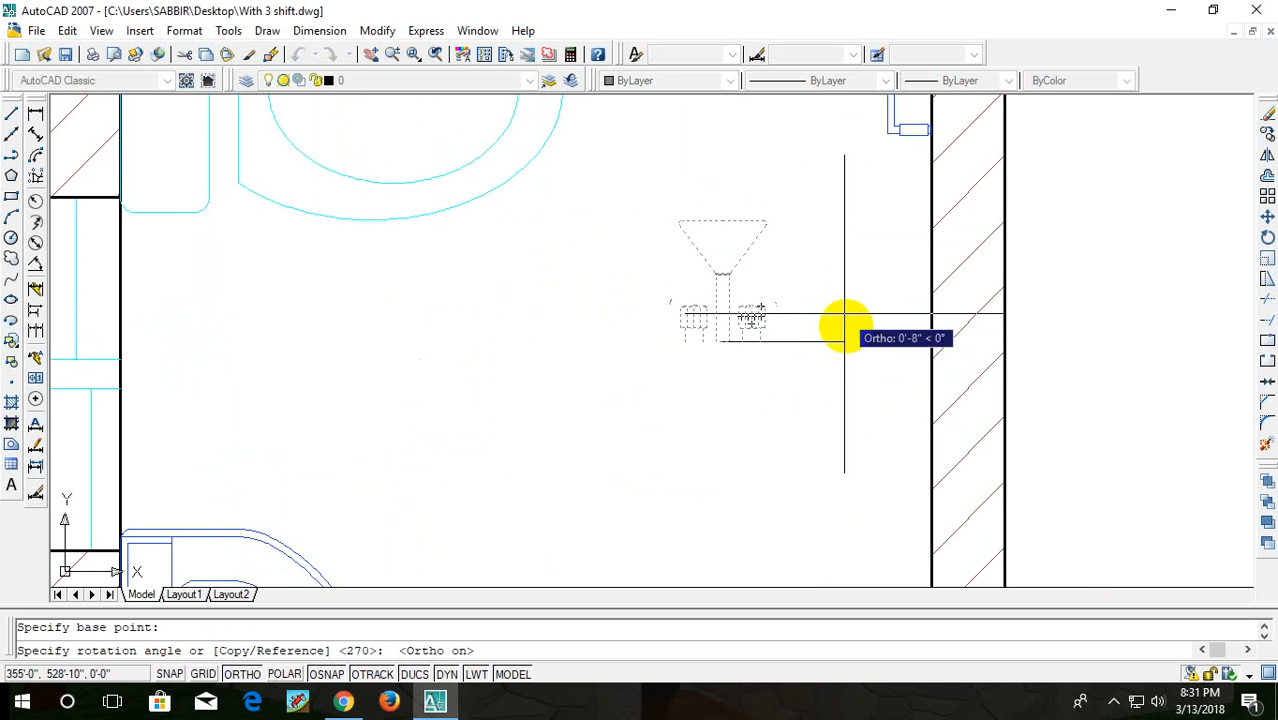 AutoCAD 2007 - [C:\Users\SABBIR\Desktop\With 3 shift.dwg]
File Edit View Insert Format Tools Draw Dimension Modify Express Window Help
AutoCAD Classic 0 ByLayer ByLayer ByLayer ByColor
Ortho: 0'-8" < 0°
Y
X
A
Model Layout1 Layout2
Specify base point:
Specify rotation angle or [Copy/Reference] <270>:  <Ortho on>
355'-0", 528'-10", 0'-0" SNAP GRID ORTHO POLAR OSNAP OTRACK DUCS DYN LWT MODEL
8:31 PM
3/13/2018